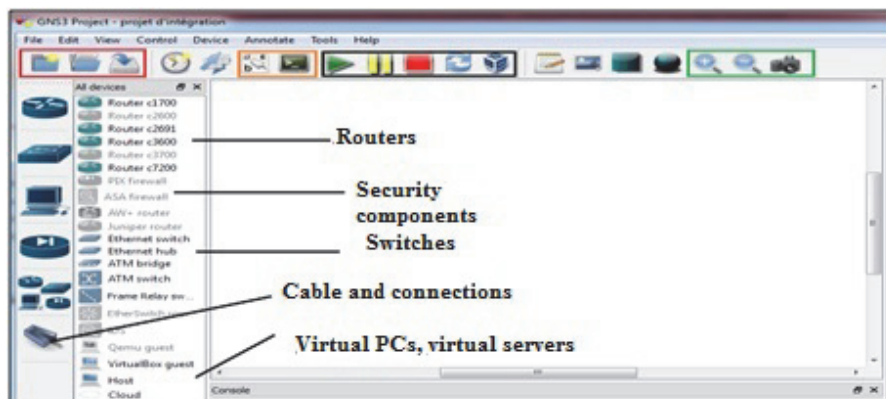 GNS3 Project - projet d'intégration
File Edit View Control Device Annotate Tools Help
All devices
Router c1700
Router c2600
Router c2691
Router c3600
Router c3700
Router c7200
PIX firewall
ASA firewall
AW+ router
Juniper router
Ethernet switch
Ethernet hub
ATM bridge
ATM switch
Frame Relay sw...
EtherSwitch
Qemu guest
VirtualBox guest
Host
Cloud
Routers
Security
components
Switches
Cable and connections
Virtual PCs, virtual servers
Console